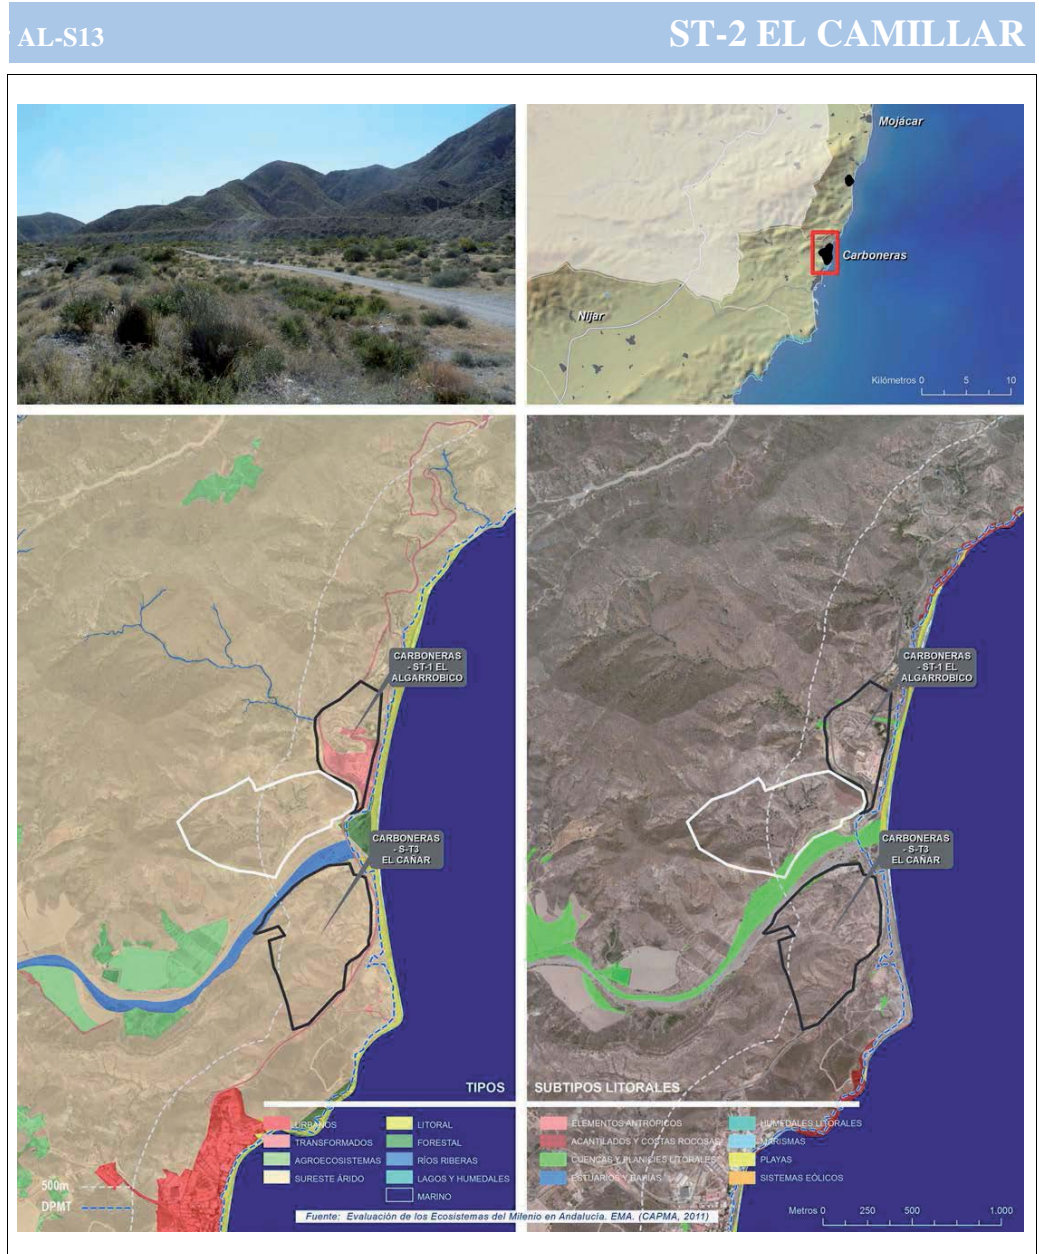 AL-S13
ST-2 EL CAMILLAR
Mojácar
Carboneras
Níjar
Kilómetros 0 5 10
CARBONERAS
- ST-1 EL
ALGARROBICO
CARBONERAS
- S-T3
EL CAÑAR
TIPOS
URBANOS
TRANSFORMADOS
AGROECOSISTEMAS
SURESTE ÁRIDO
LITORAL
FORESTAL
RÍOS RIBERAS
LAGOS Y HUMEDALES
MARINO
500m
DPMT
CARBONERAS
- ST-1 EL
ALGARROBICO
CARBONERAS
- S-T3
EL CAÑAR
SUBTIPOS LITORALES
ELEMENTOS ANTRÓPICOS
ACANTILADOS Y COSTAS ROCOSAS
CUENCAS Y PLANICIES LITORALES
ESTUARIOS Y BAHÍAS
HUMEDALES LITORALES
MARISMAS
PLAYAS
SISTEMAS EÓLICOS
Metros 0 250 500 1.000
Fuente: Evaluación de los Ecosistemas del Milenio en Andalucía. EMA. (CAPMA, 2011)